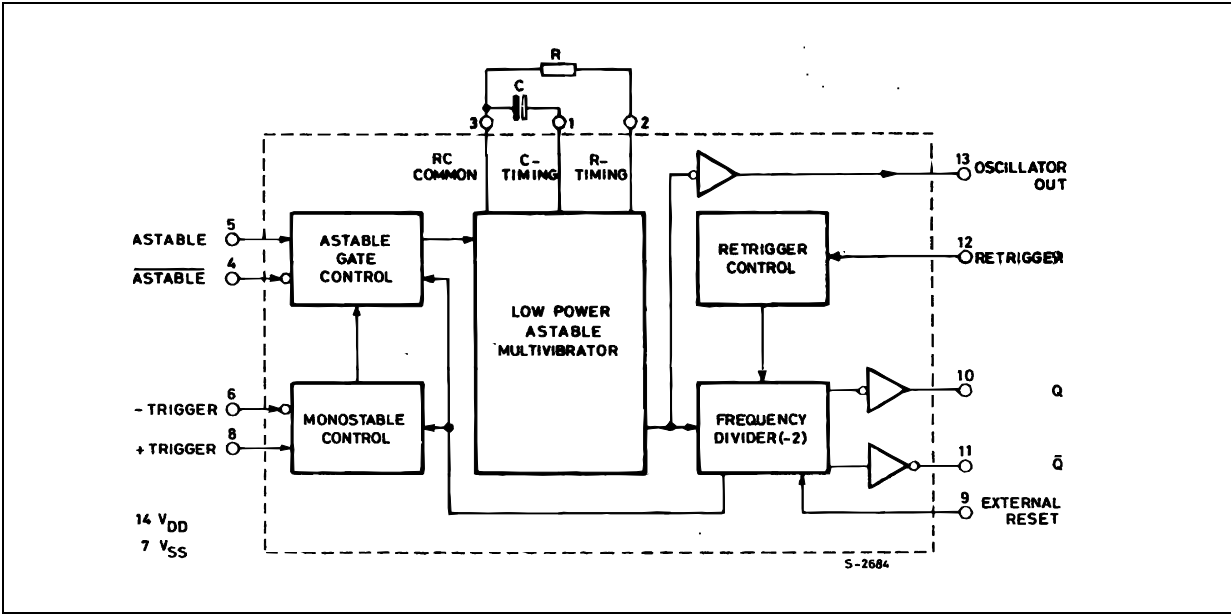 R
C
3
1
2
RC
COMMON
C-
TIMING
R-
TIMING
13
OSCILLATOR
OUT
5
ASTABLE
4
ASTABLE
ASTABLE
GATE
CONTROL
RETRIGGER
CONTROL
12
RETRIGGER
LOW POWER
ASTABLE
MULTIVIBRATOR
6
- TRIGGER
8
+ TRIGGER
MONOSTABLE
CONTROL
FREQUENCY
DIVIDER(-2)
10
Q
11
Q̄
9
EXTERNAL
RESET
14 VDD
7 VSS
S-2684